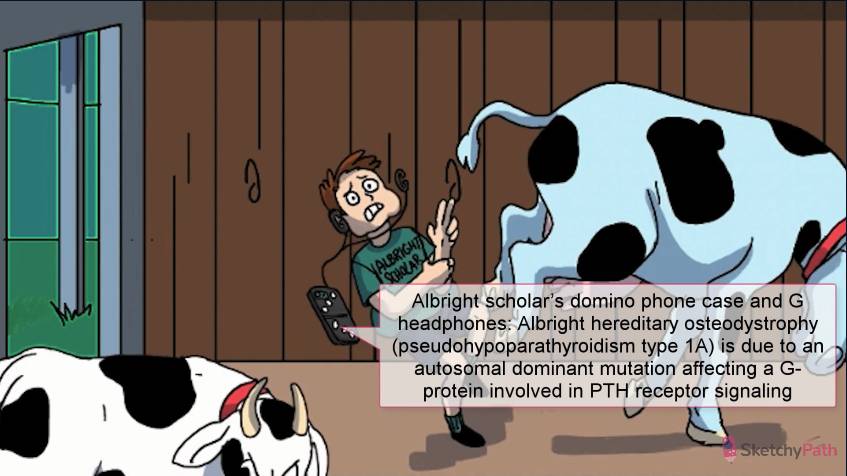 ALBRIGHT
SCHOLAR
Albright scholar's domino phone case and G
headphones: Albright hereditary osteodystrophy
(pseudohypoparathyroidism type 1A) is due to an
autosomal dominant mutation affecting a G-
protein involved in PTH receptor signaling
SketchyPath